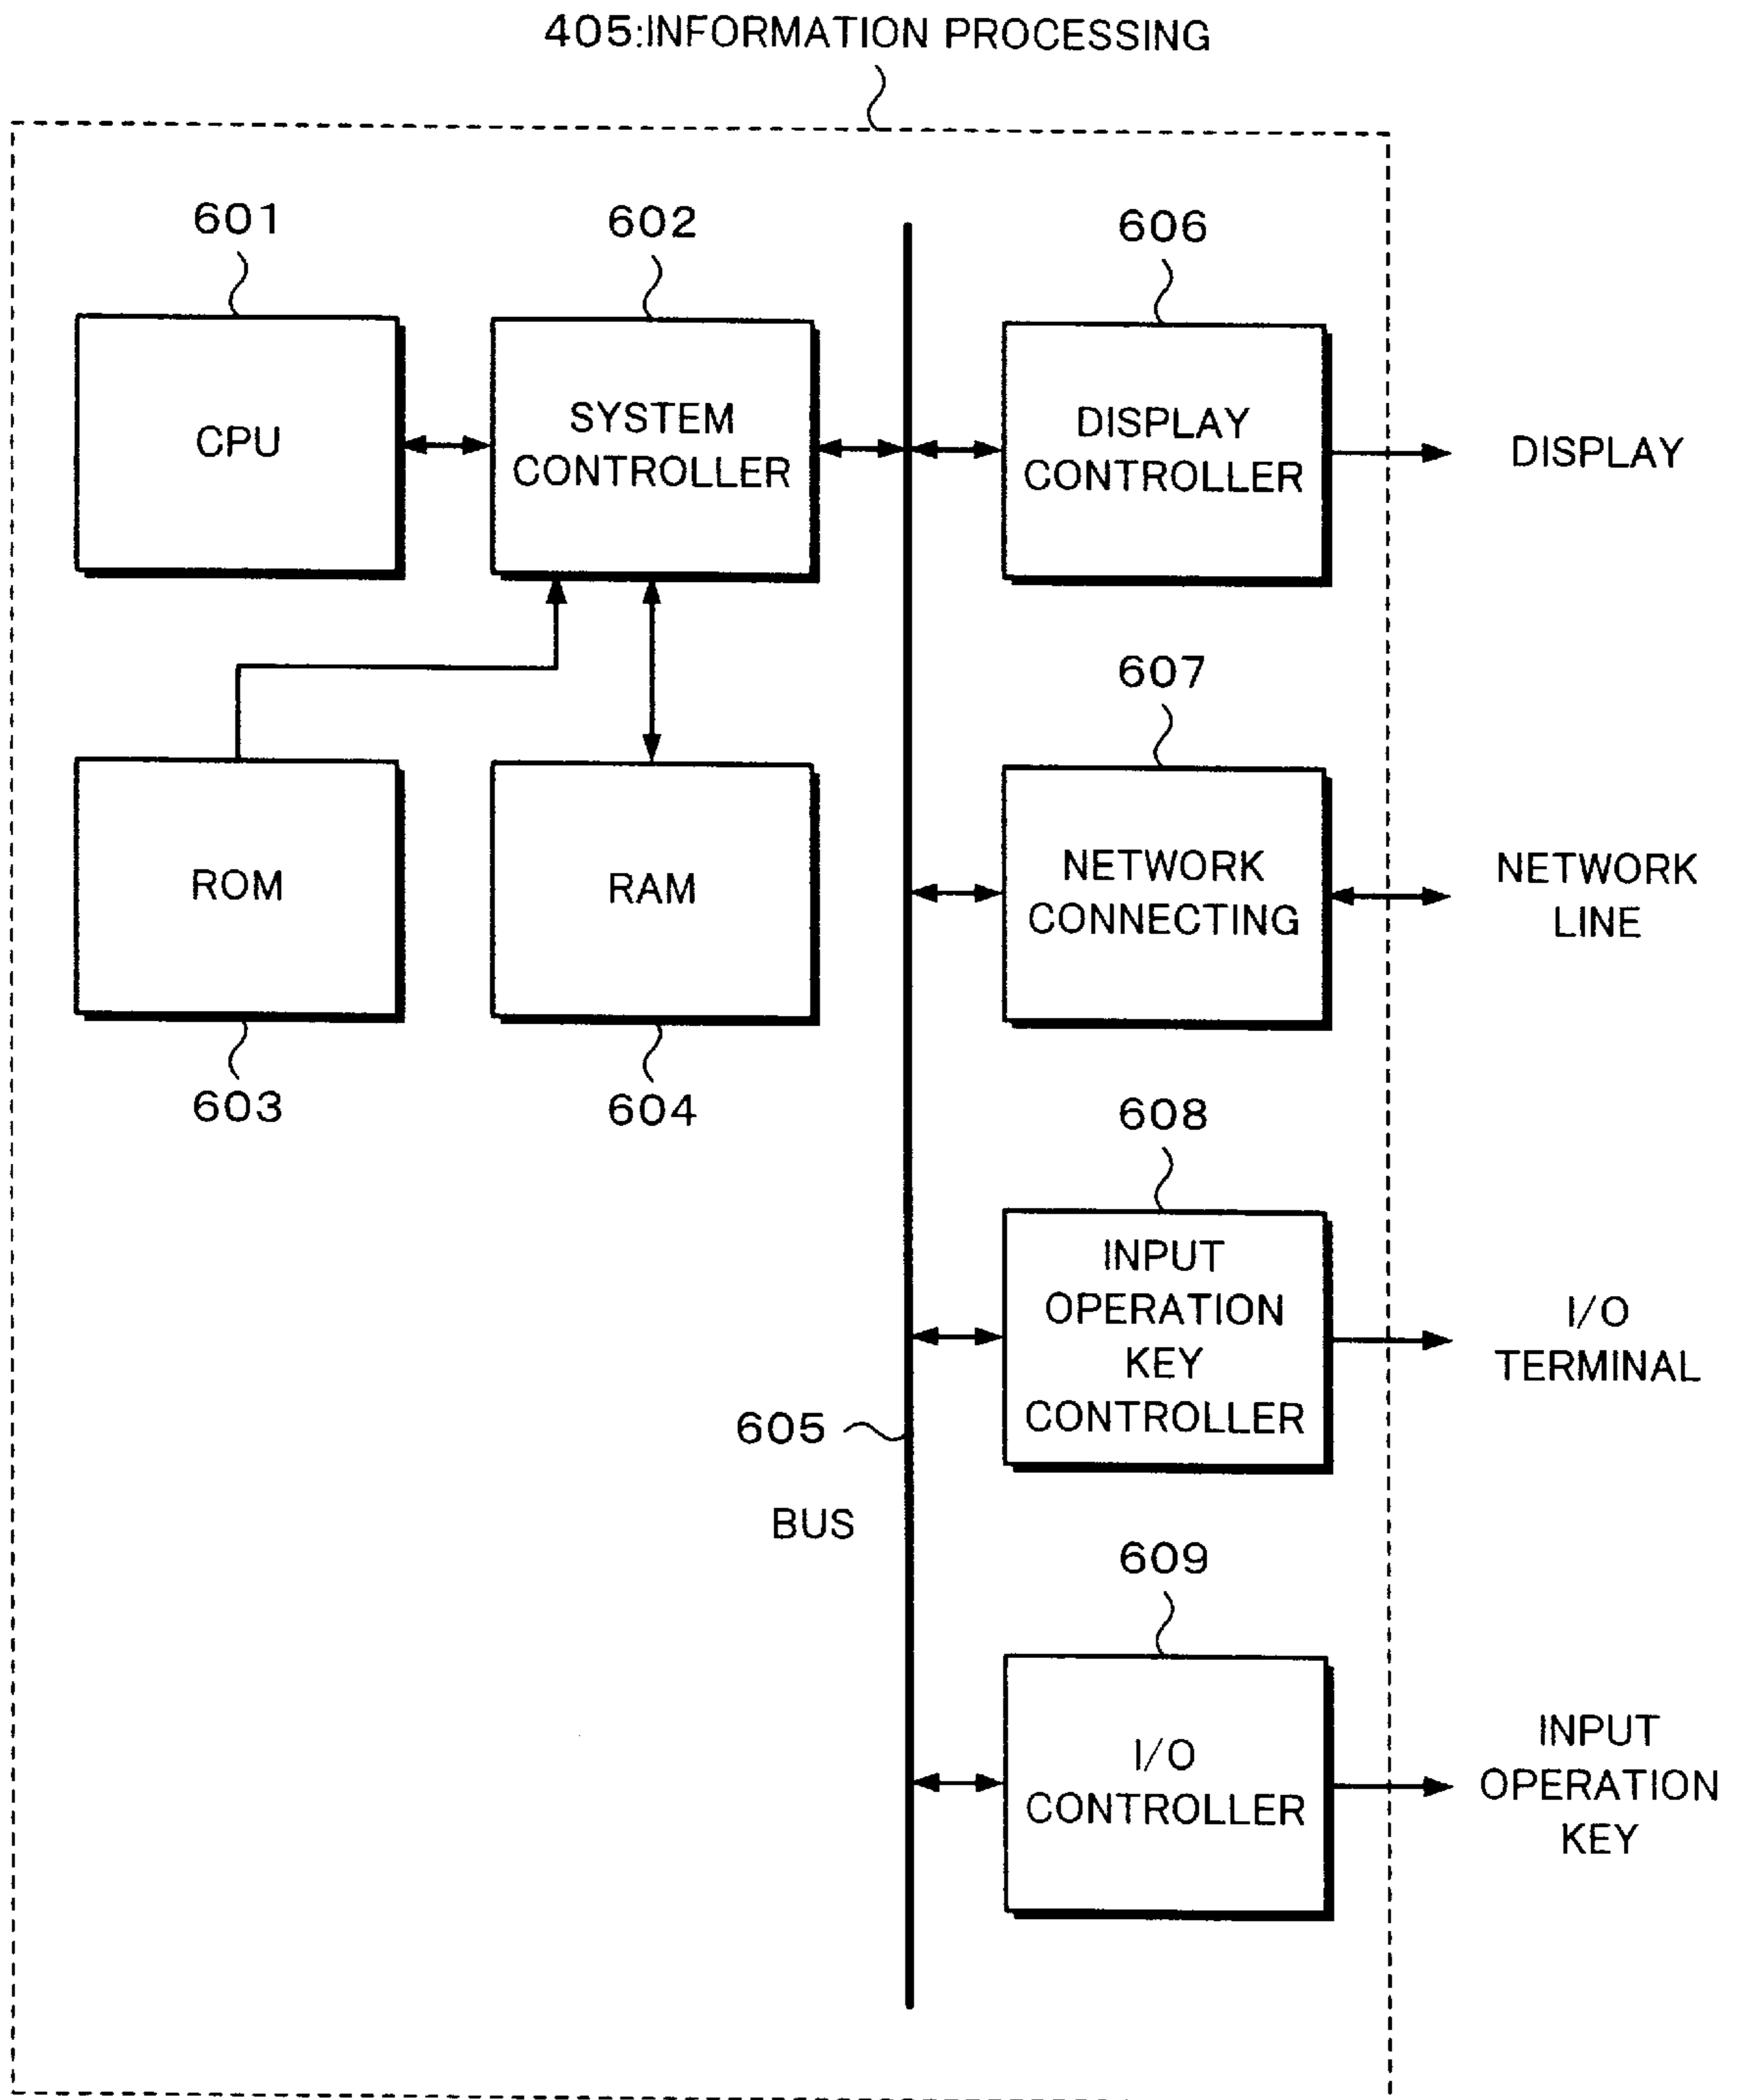 405:INFORMATION PROCESSING
601
602
606
CPU
SYSTEM
CONTROLLER
DISPLAY
CONTROLLER
DISPLAY
607
ROM
RAM
NETWORK
CONNECTING
NETWORK
LINE
603
604
608
INPUT
OPERATION
KEY
CONTROLLER
I/O
TERMINAL
605
BUS
609
I/O
CONTROLLER
INPUT
OPERATION
KEY